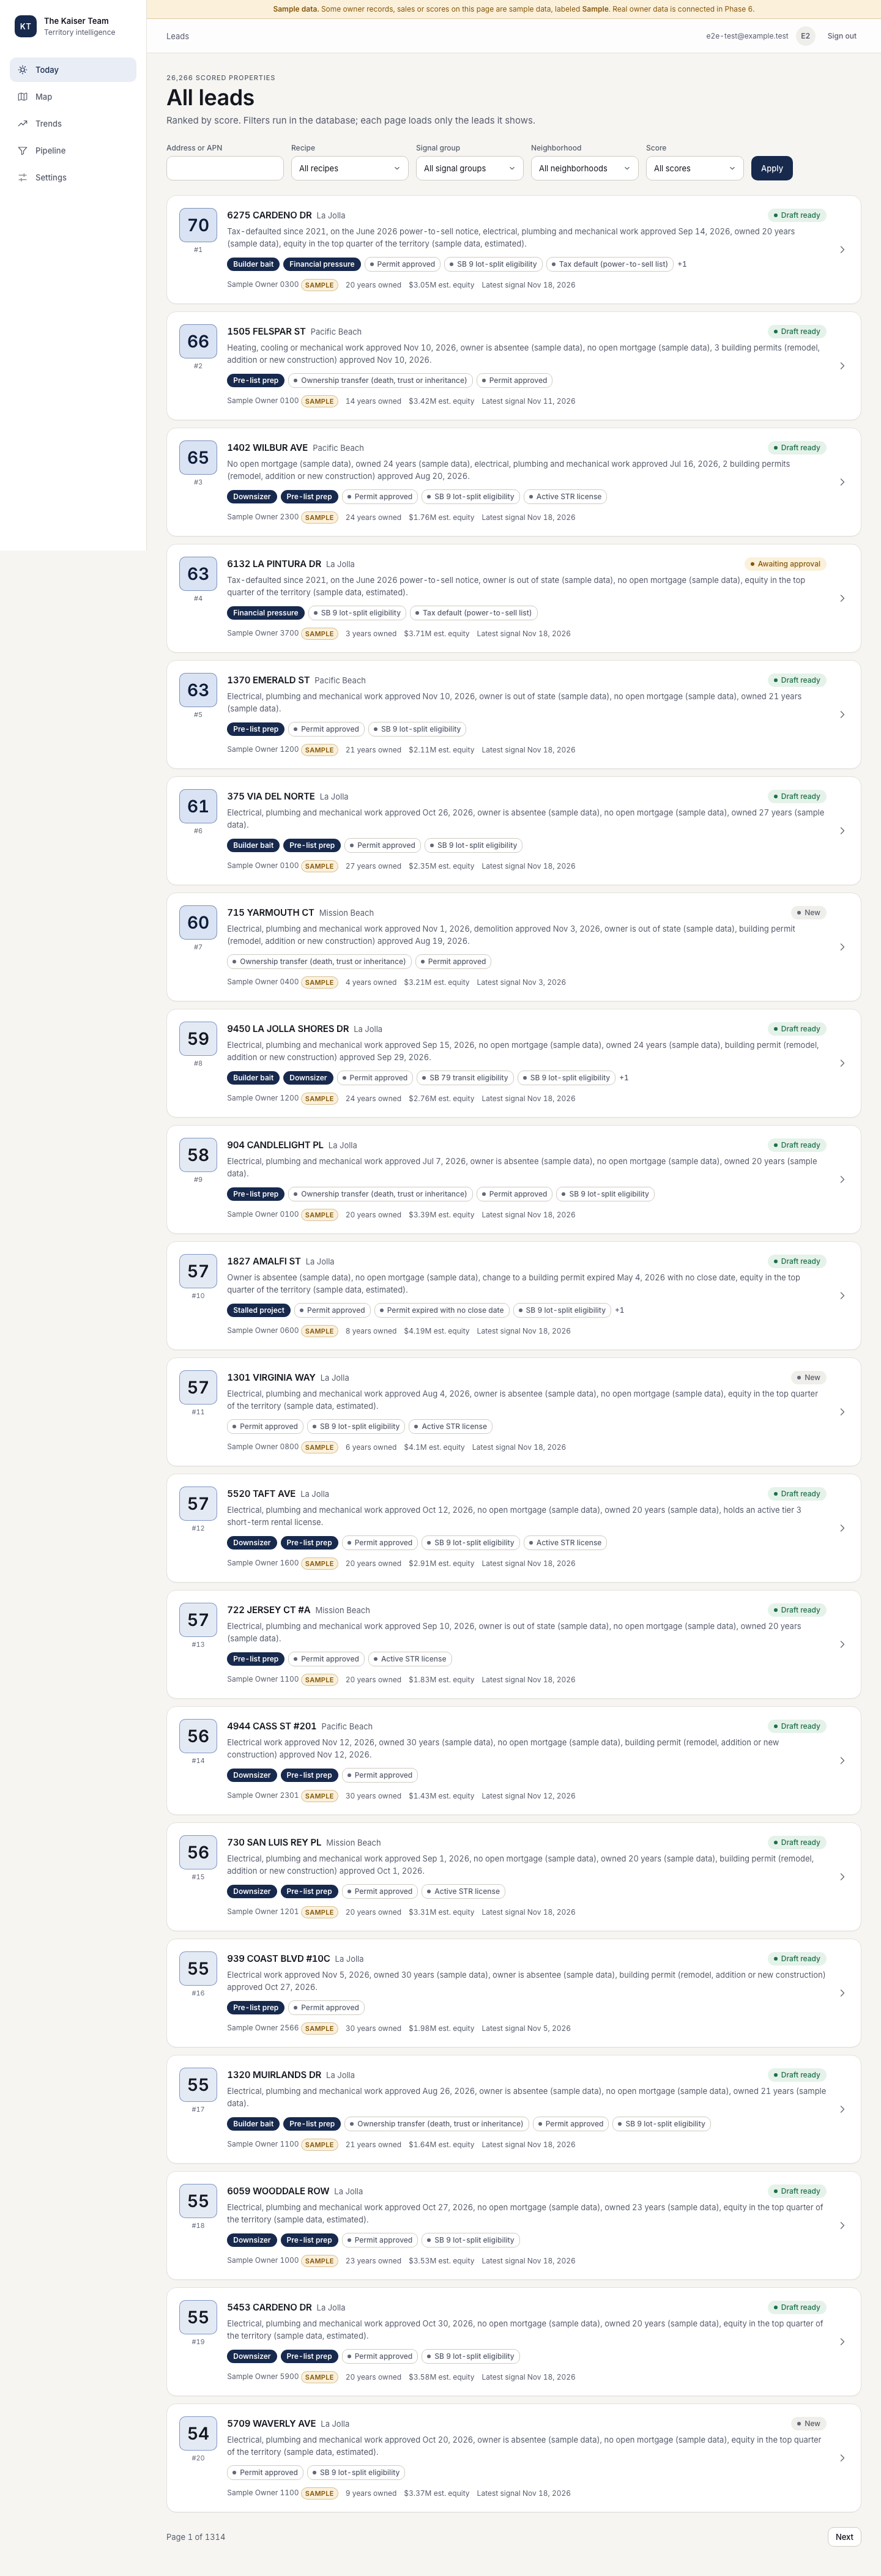 Sample data. Some owner records, sales or scores on this page are sample data, labeled Sample. Real owner data is connected in Phase 6.
KT
The Kaiser Team
Territory intelligence
Today
Map
Trends
Pipeline
Settings
Leads
e2e-test@example.test
E2
Sign out
26,266 SCORED PROPERTIES
All leads
Ranked by score. Filters run in the database; each page loads only the leads it shows.
Address or APN
Recipe
Signal group
Neighborhood
Score
All recipes
All signal groups
All neighborhoods
All scores
Apply
70
#1
6275 CARDENO DR La Jolla
Draft ready
Tax-defaulted since 2021, on the June 2026 power-to-sell notice, electrical, plumbing and mechanical work approved Sep 14, 2026, owned 20 years
(sample data), equity in the top quarter of the territory (sample data, estimated).
Builder bait Financial pressure Permit approved SB 9 lot-split eligibility Tax default (power-to-sell list) +1
Sample Owner 0300 SAMPLE 20 years owned $3.05M est. equity Latest signal Nov 18, 2026
66
#2
1505 FELSPAR ST Pacific Beach
Draft ready
Heating, cooling or mechanical work approved Nov 10, 2026, owner is absentee (sample data), no open mortgage (sample data), 3 building permits (remodel,
addition or new construction) approved Nov 10, 2026.
Pre-list prep Ownership transfer (death, trust or inheritance) Permit approved
Sample Owner 0100 SAMPLE 14 years owned $3.42M est. equity Latest signal Nov 11, 2026
65
#3
1402 WILBUR AVE Pacific Beach
Draft ready
No open mortgage (sample data), owned 24 years (sample data), electrical, plumbing and mechanical work approved Jul 16, 2026, 2 building permits
(remodel, addition or new construction) approved Aug 20, 2026.
Downsizer Pre-list prep Permit approved SB 9 lot-split eligibility Active STR license
Sample Owner 2300 SAMPLE 24 years owned $1.76M est. equity Latest signal Nov 18, 2026
63
#4
6132 LA PINTURA DR La Jolla
Awaiting approval
Tax-defaulted since 2021, on the June 2026 power-to-sell notice, owner is out of state (sample data), no open mortgage (sample data), equity in the top
quarter of the territory (sample data, estimated).
Financial pressure SB 9 lot-split eligibility Tax default (power-to-sell list)
Sample Owner 3700 SAMPLE 3 years owned $3.71M est. equity Latest signal Nov 18, 2026
63
#5
1370 EMERALD ST Pacific Beach
Draft ready
Electrical, plumbing and mechanical work approved Nov 10, 2026, owner is out of state (sample data), no open mortgage (sample data), owned 21 years
(sample data).
Pre-list prep Permit approved SB 9 lot-split eligibility
Sample Owner 1200 SAMPLE 21 years owned $2.11M est. equity Latest signal Nov 18, 2026
61
#6
375 VIA DEL NORTE La Jolla
Draft ready
Electrical, plumbing and mechanical work approved Oct 26, 2026, owner is absentee (sample data), no open mortgage (sample data), owned 27 years (sample
data).
Builder bait Pre-list prep Permit approved SB 9 lot-split eligibility
Sample Owner 0100 SAMPLE 27 years owned $2.35M est. equity Latest signal Nov 18, 2026
60
#7
715 YARMOUTH CT Mission Beach
New
Electrical, plumbing and mechanical work approved Nov 1, 2026, demolition approved Nov 3, 2026, owner is out of state (sample data), building permit
(remodel, addition or new construction) approved Aug 19, 2026.
Ownership transfer (death, trust or inheritance) Permit approved
Sample Owner 0400 SAMPLE 4 years owned $3.21M est. equity Latest signal Nov 3, 2026
59
#8
9450 LA JOLLA SHORES DR La Jolla
Draft ready
Electrical, plumbing and mechanical work approved Sep 15, 2026, no open mortgage (sample data), owned 24 years (sample data), building permit (remodel,
addition or new construction) approved Sep 29, 2026.
Builder bait Downsizer Permit approved SB 79 transit eligibility SB 9 lot-split eligibility +1
Sample Owner 1200 SAMPLE 24 years owned $2.76M est. equity Latest signal Nov 18, 2026
58
#9
904 CANDLELIGHT PL La Jolla
Draft ready
Electrical, plumbing and mechanical work approved Jul 7, 2026, owner is absentee (sample data), no open mortgage (sample data), owned 20 years (sample
data).
Pre-list prep Ownership transfer (death, trust or inheritance) Permit approved SB 9 lot-split eligibility
Sample Owner 0100 SAMPLE 20 years owned $3.39M est. equity Latest signal Nov 18, 2026
57
#10
1827 AMALFI ST La Jolla
Draft ready
Owner is absentee (sample data), no open mortgage (sample data), change to a building permit expired May 4, 2026 with no close date, equity in the top
quarter of the territory (sample data, estimated).
Stalled project Permit approved Permit expired with no close date SB 9 lot-split eligibility +1
Sample Owner 0600 SAMPLE 8 years owned $4.19M est. equity Latest signal Nov 18, 2026
57
#11
1301 VIRGINIA WAY La Jolla
New
Electrical, plumbing and mechanical work approved Aug 4, 2026, owner is absentee (sample data), no open mortgage (sample data), equity in the top quarter
of the territory (sample data, estimated).
Permit approved SB 9 lot-split eligibility Active STR license
Sample Owner 0800 SAMPLE 6 years owned $4.1M est. equity Latest signal Nov 18, 2026
57
#12
5520 TAFT AVE La Jolla
Draft ready
Electrical, plumbing and mechanical work approved Oct 12, 2026, no open mortgage (sample data), owned 20 years (sample data), holds an active tier 3
short-term rental license.
Downsizer Pre-list prep Permit approved SB 9 lot-split eligibility Active STR license
Sample Owner 1600 SAMPLE 20 years owned $2.91M est. equity Latest signal Nov 18, 2026
57
#13
722 JERSEY CT #A Mission Beach
Draft ready
Electrical, plumbing and mechanical work approved Sep 10, 2026, owner is out of state (sample data), no open mortgage (sample data), owned 20 years
(sample data).
Pre-list prep Permit approved Active STR license
Sample Owner 1100 SAMPLE 20 years owned $1.83M est. equity Latest signal Nov 18, 2026
56
#14
4944 CASS ST #201 Pacific Beach
Draft ready
Electrical work approved Nov 12, 2026, owned 30 years (sample data), no open mortgage (sample data), building permit (remodel, addition or new
construction) approved Nov 12, 2026.
Downsizer Pre-list prep Permit approved
Sample Owner 2301 SAMPLE 30 years owned $1.43M est. equity Latest signal Nov 12, 2026
56
#15
730 SAN LUIS REY PL Mission Beach
Draft ready
Electrical, plumbing and mechanical work approved Sep 1, 2026, no open mortgage (sample data), owned 20 years (sample data), building permit (remodel,
addition or new construction) approved Oct 1, 2026.
Downsizer Pre-list prep Permit approved Active STR license
Sample Owner 1201 SAMPLE 20 years owned $3.31M est. equity Latest signal Nov 18, 2026
55
#16
939 COAST BLVD #10C La Jolla
Draft ready
Electrical work approved Nov 5, 2026, owned 30 years (sample data), owner is absentee (sample data), building permit (remodel, addition or new construction)
approved Oct 27, 2026.
Pre-list prep Permit approved
Sample Owner 2566 SAMPLE 30 years owned $1.98M est. equity Latest signal Nov 5, 2026
55
#17
1320 MUIRLANDS DR La Jolla
Draft ready
Electrical, plumbing and mechanical work approved Aug 26, 2026, owner is absentee (sample data), no open mortgage (sample data), owned 21 years (sample
data).
Builder bait Pre-list prep Ownership transfer (death, trust or inheritance) Permit approved SB 9 lot-split eligibility
Sample Owner 1100 SAMPLE 21 years owned $1.64M est. equity Latest signal Nov 18, 2026
55
#18
6059 WOODDALE ROW La Jolla
Draft ready
Electrical, plumbing and mechanical work approved Oct 27, 2026, no open mortgage (sample data), owned 23 years (sample data), equity in the top quarter of
the territory (sample data, estimated).
Downsizer Pre-list prep Permit approved SB 9 lot-split eligibility
Sample Owner 1000 SAMPLE 23 years owned $3.53M est. equity Latest signal Nov 18, 2026
55
#19
5453 CARDENO DR La Jolla
Draft ready
Electrical, plumbing and mechanical work approved Oct 30, 2026, no open mortgage (sample data), owned 20 years (sample data), equity in the top quarter of
the territory (sample data, estimated).
Downsizer Pre-list prep Permit approved SB 9 lot-split eligibility
Sample Owner 5900 SAMPLE 20 years owned $3.58M est. equity Latest signal Nov 18, 2026
54
#20
5709 WAVERLY AVE La Jolla
New
Electrical, plumbing and mechanical work approved Oct 20, 2026, owner is absentee (sample data), no open mortgage (sample data), equity in the top quarter
of the territory (sample data, estimated).
Permit approved SB 9 lot-split eligibility
Sample Owner 1100 SAMPLE 9 years owned $3.37M est. equity Latest signal Nov 18, 2026
Page 1 of 1314
Next